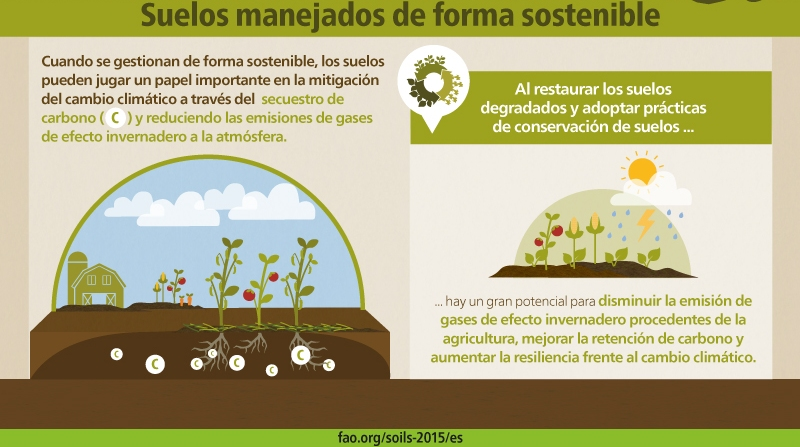 Suelos manejados de forma sostenible
Cuando se gestionan de forma sostenible, los suelos
pueden jugar un papel importante en la mitigación
del cambio climático a través del secuestro de
carbono ( C ) y reduciendo las emisiones de gases
de efecto invernadero a la atmósfera.
C
C
C
C
C
C
C
C
Al restaurar los suelos
degradados y adoptar prácticas
de conservación de suelos ...
... hay un gran potencial para disminuir la emisión de
gases de efecto invernadero procedentes de la
agricultura, mejorar la retención de carbono y
aumentar la resiliencia frente al cambio climático.
fao.org/soils-2015/es